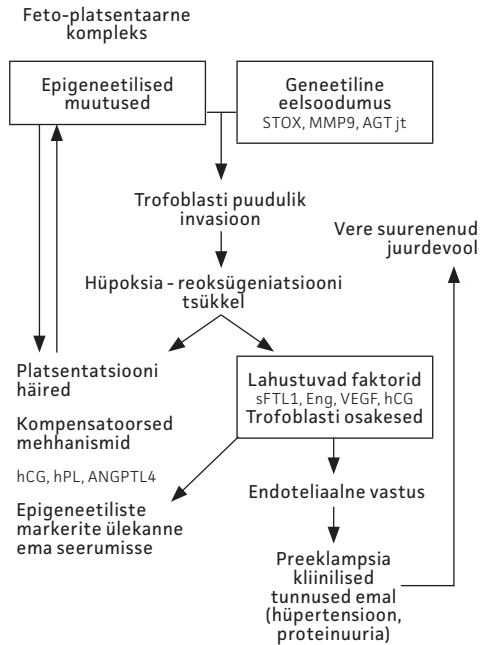 Feto-platsentaarne
kompleks
Epigeneetilised
muutused
Geneetiline
eelsoodumus
STOX, MMP9, AGT jt
Trofoblasti puudulik
invasioon
Vere suurenenud
juurdevool
Hüpoksia - reoksügeniatsiooni
tsükkel
Platsentatsiooni
häired
Kompensatoorsed
mehhanismid
hCG, hPL, ANGPTL4
Epigeneetiliste
markerite ülekanne
ema seerumisse
Lahustuvad faktorid
sFTL1, Eng, VEGF, hCG
Trofoblasti osakesed
Endoteliaalne vastus
Preeklampsia
kliinilised
tunnused emal
(hüpertensioon,
proteinuuria)